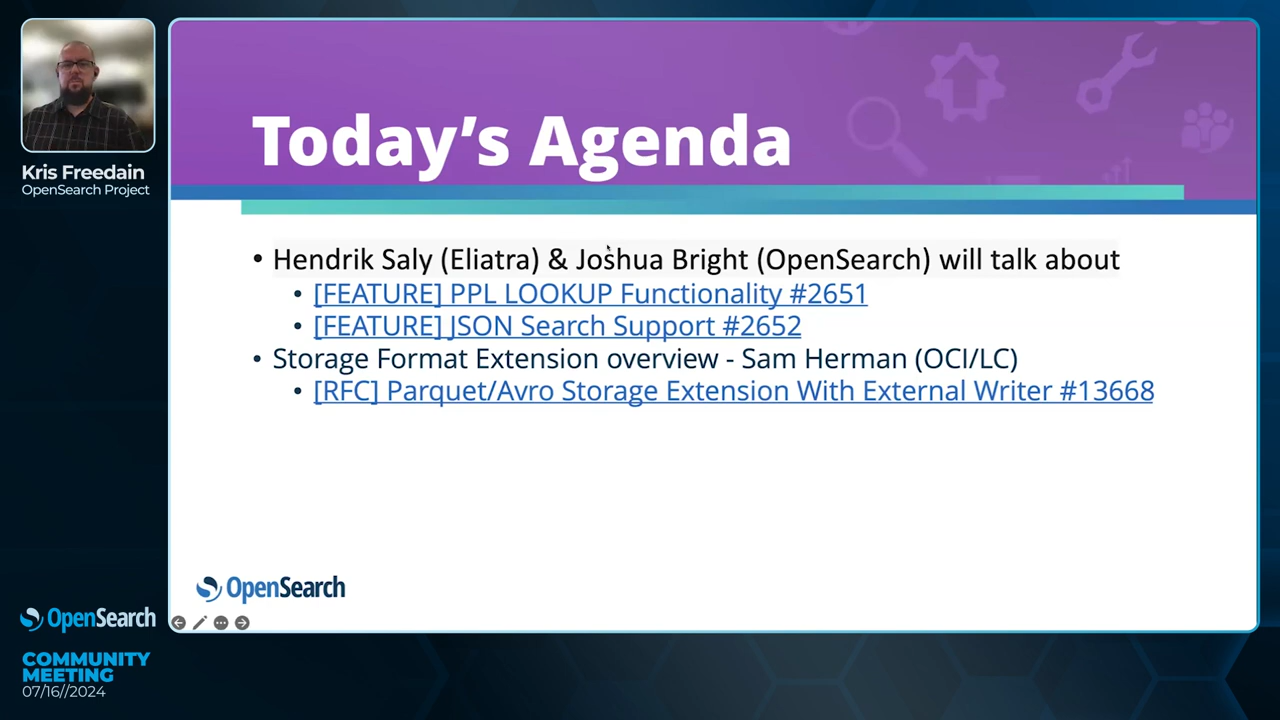 Kris Freedain
OpenSearch Project
Today's Agenda
• Hendrik Saly (Eliatra) & Joshua Bright (OpenSearch) will talk about
• [FEATURE] PPL LOOKUP Functionality #2651
• [FEATURE] JSON Search Support #2652
• Storage Format Extension overview - Sam Herman (OCI/LC)
• [RFC] Parquet/Avro Storage Extension With External Writer #13668
OpenSearch
OpenSearch
COMMUNITY
MEETING
07/16//2024